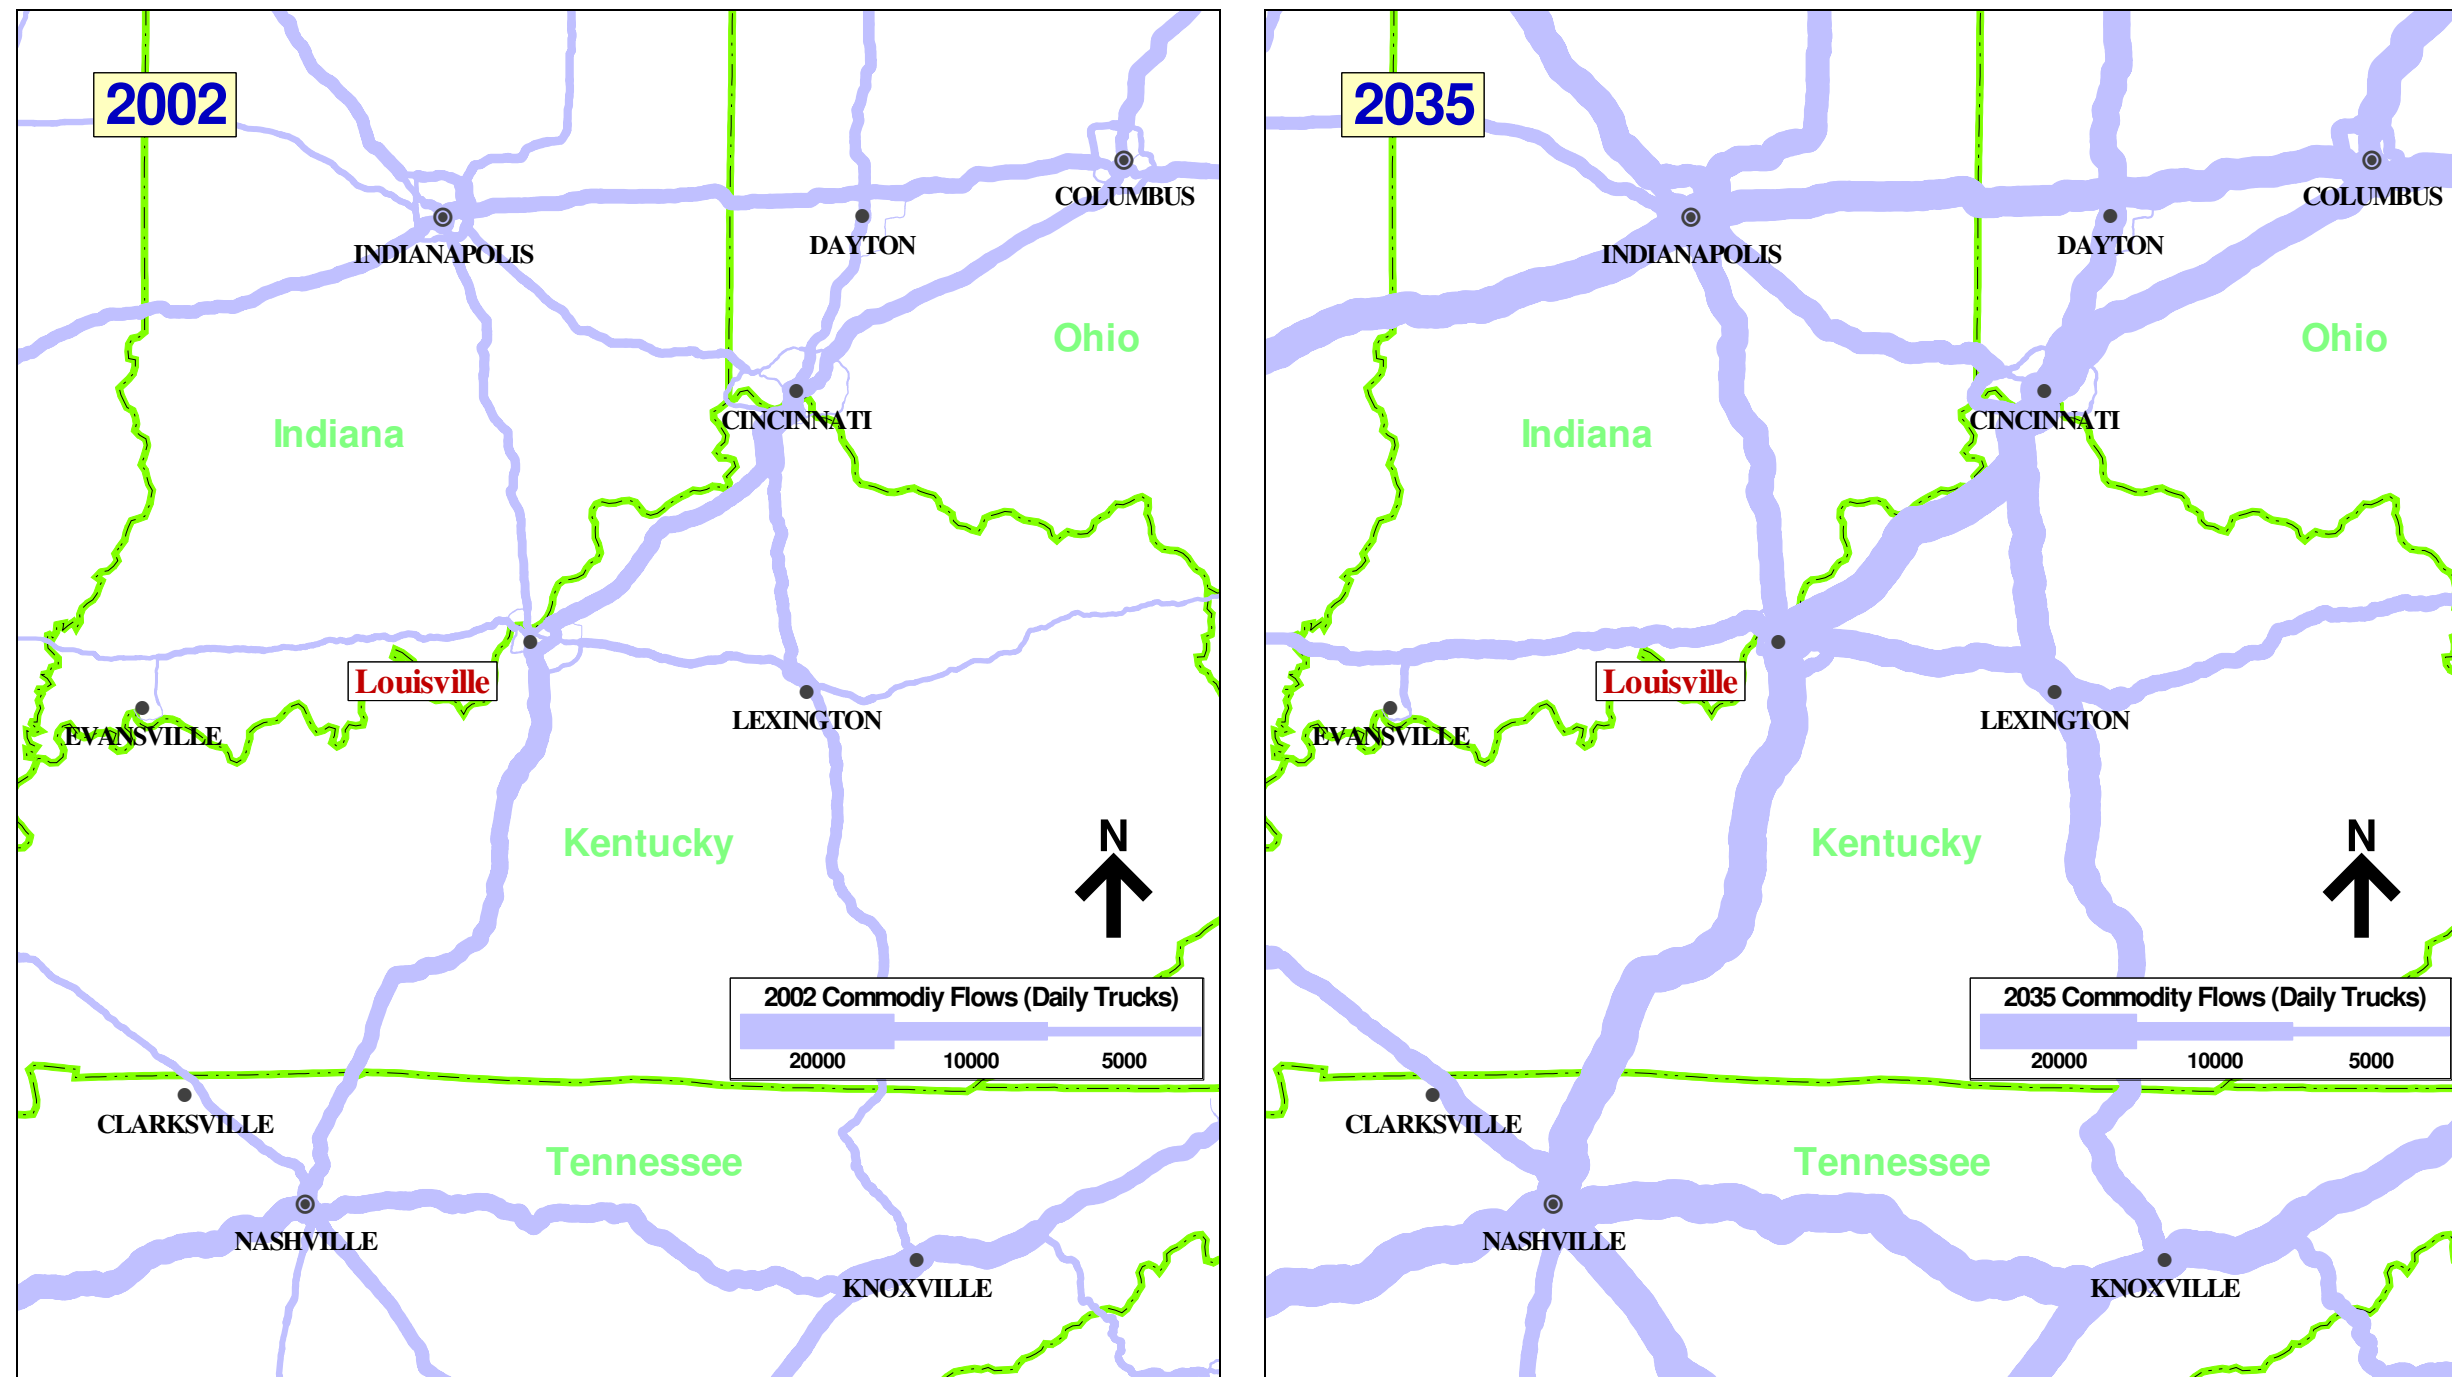 2002
COLUMBUS
INDIANAPOLIS
DAYTON
Ohio
CINCINNATI
Indiana
Louisville
LEXINGTON
EVANSVILLE
Kentucky
N
2002 Commodiy Flows (Daily Trucks)
20000 10000 5000
CLARKSVILLE
Tennessee
NASHVILLE
KNOXVILLE
2035
COLUMBUS
INDIANAPOLIS
DAYTON
Ohio
CINCINNATI
Indiana
Louisville
LEXINGTON
EVANSVILLE
Kentucky
N
2035 Commodity Flows (Daily Trucks)
20000 10000 5000
CLARKSVILLE
Tennessee
NASHVILLE
KNOXVILLE